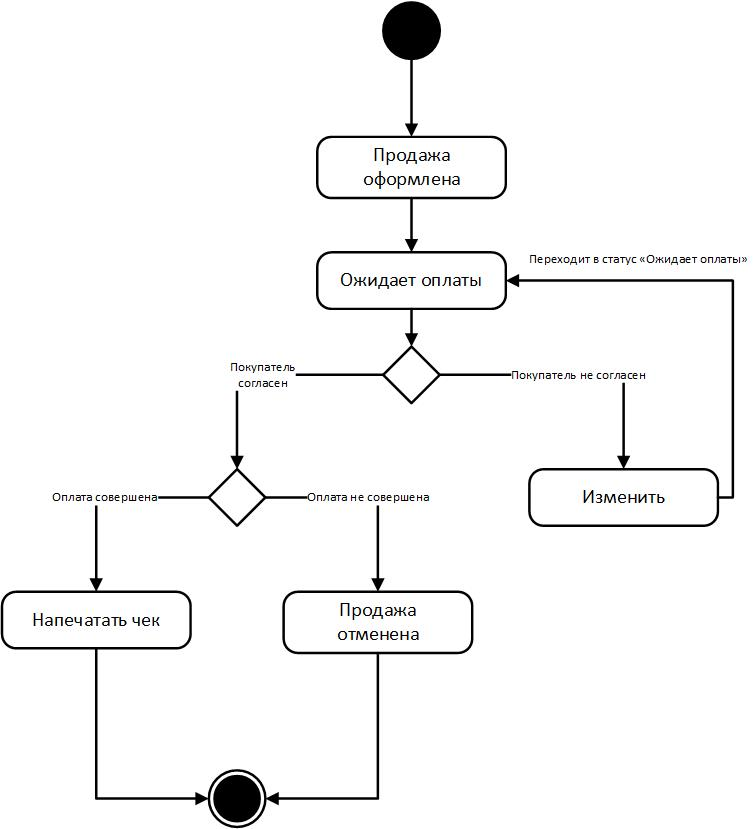 Продажа
оформлена
Переходит в статус «Ожидает оплаты»
Ожидает оплаты
Покупатель
согласен
Покупатель не согласен
Оплата совершена
Оплата не совершена
Изменить
Напечатать чек
Продажа
отменена